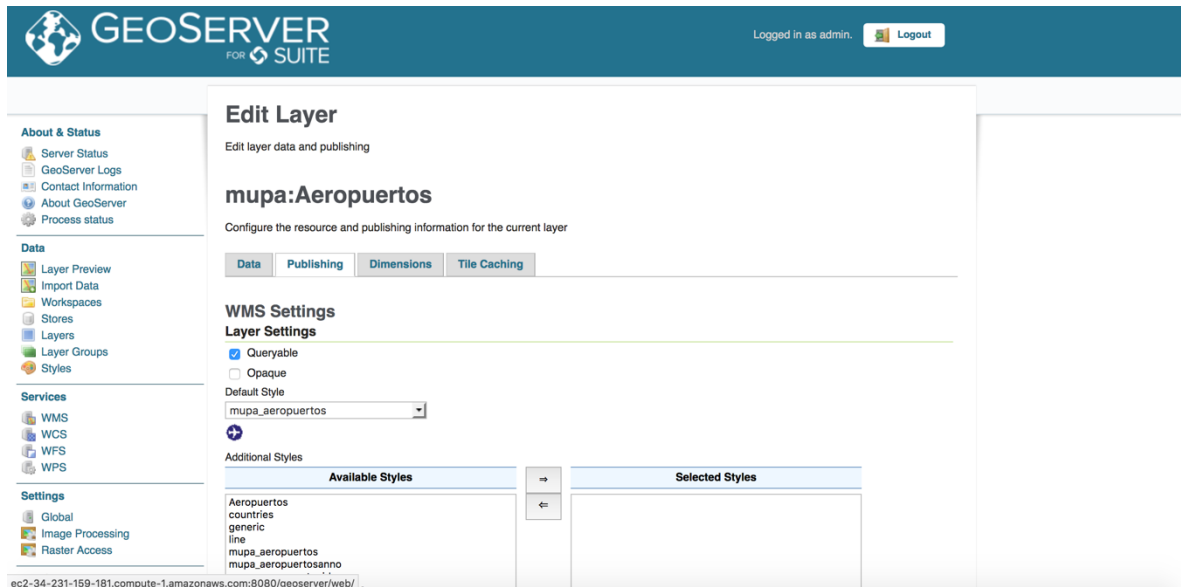 GEOSERVER
FOR SUITE
Logged in as admin.
Logout
About & Status
Server Status
GeoServer Logs
Contact Information
About GeoServer
Process status
Data
Layer Preview
Import Data
Workspaces
Stores
Layers
Layer Groups
Styles
Services
WMS
WCS
WFS
WPS
Settings
Global
Image Processing
Raster Access
Edit Layer
Edit layer data and publishing
mupa:Aeropuertos
Configure the resource and publishing information for the current layer
Data Publishing Dimensions Tile Caching
WMS Settings
Layer Settings
Queryable
Opaque
Default Style
mupa_aeropuertos
Additional Styles
Available Styles ⇒ Selected Styles
⇐
Aeropuertos
countries
generic
line
mupa_aeropuertos
mupa_aeropuertosanno
ec2-34-231-159-181.compute-1.amazonaws.com:8080/geoserver/web/